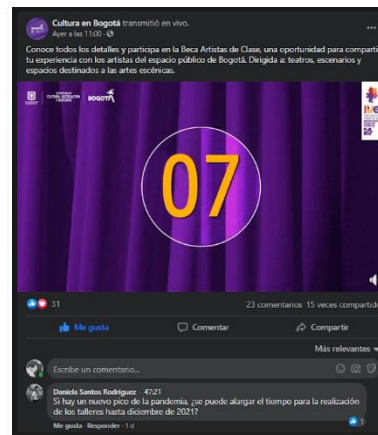 Cultura en Bogotá transmitió en vivo.
Ayer a las 11:00
Conoce todos los detalles y participa en la Beca Artistas de Clase, una oportunidad para compartir
tu experiencia con los artistas del espacio público de Bogotá. Dirigida a: teatros, escenarios y
espacios destinados a las artes escénicas.
BOGOTÁ
07
31
23 comentarios 15 veces compartido
Me gusta
Comentar
Compartir
Más relevantes
Escribe un comentario...
Daniela Santos Rodríguez 47:21
Si hay un nuevo pico de la pandemia, ¿se puede alargar el tiempo para la realización
de los talleres hasta diciembre de 2021?
Me gusta · Responder · 1 d
1